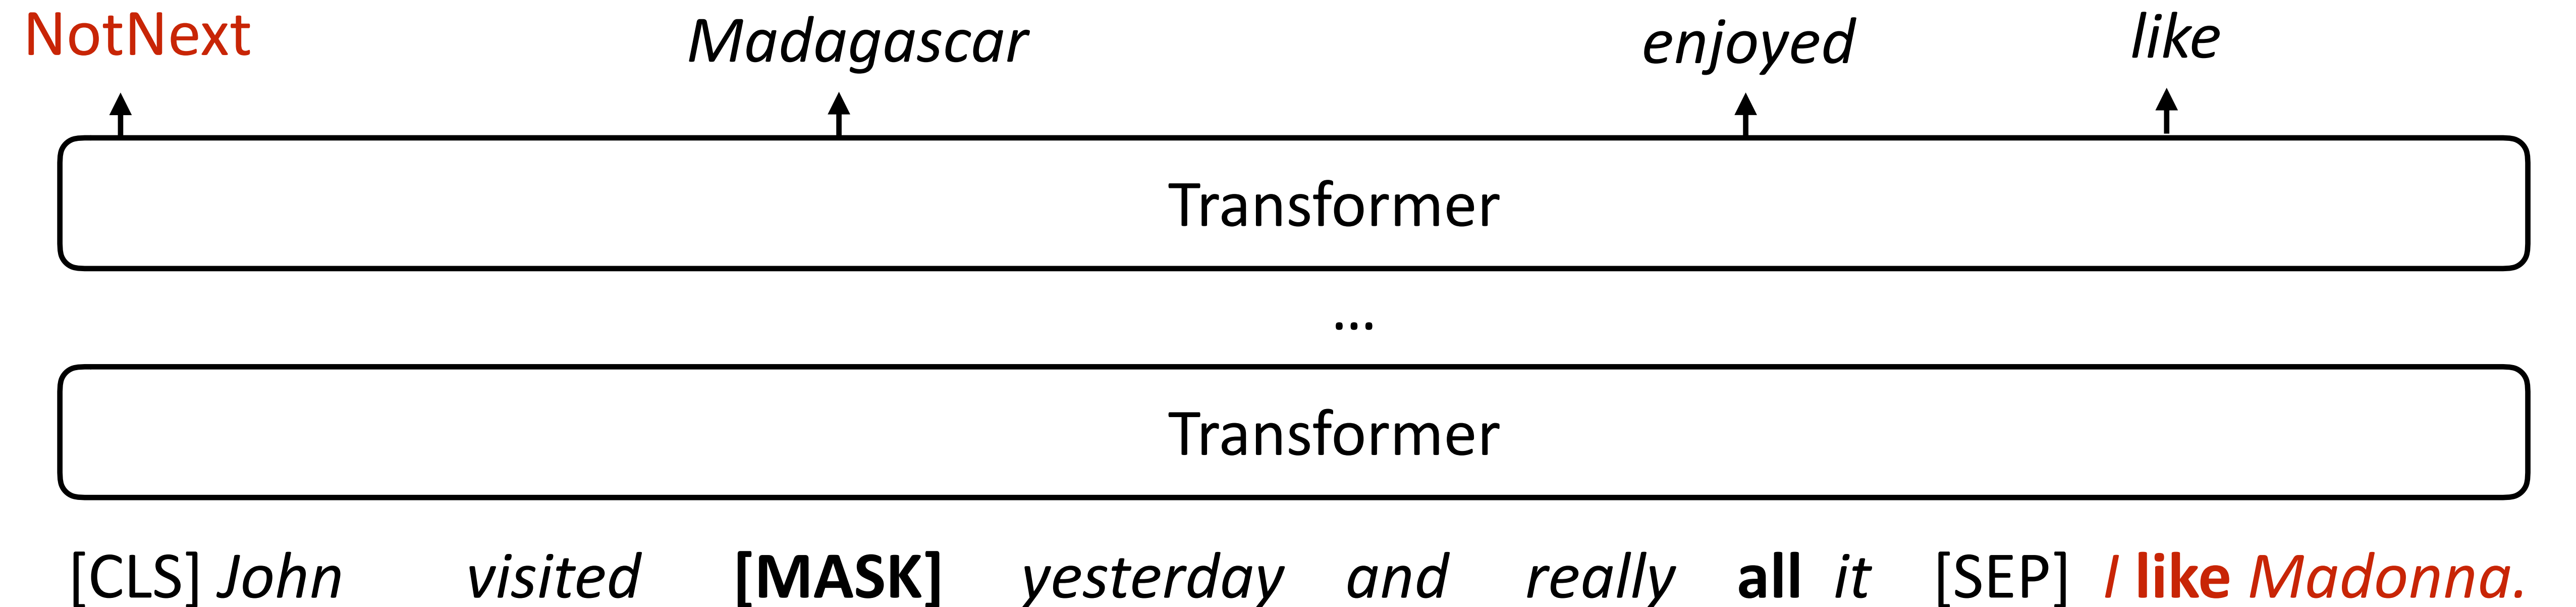 NotNext Madagascar enjoyed like
Transformer
...
Transformer
[CLS] John visited [MASK] yesterday and really all it [SEP] I like Madonna.